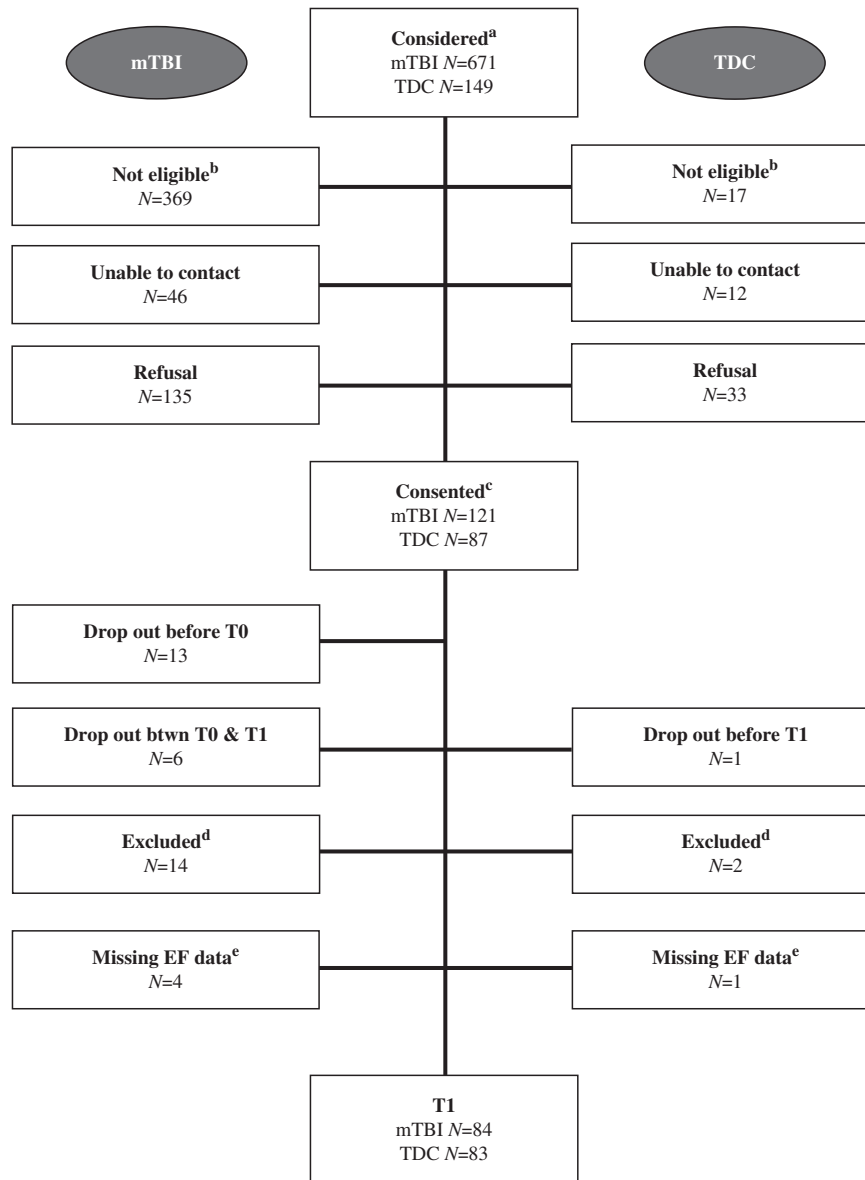 mTBI
Considereda
mTBI N=671
TDC N=149
TDC
Not eligibleb
N=369
Not eligibleb
N=17
Unable to contact
N=46
Unable to contact
N=12
Refusal
N=135
Refusal
N=33
Consentedc
mTBI N=121
TDC N=87
Drop out before T0
N=13
Drop out btwn T0 & T1
N=6
Drop out before T1
N=1
Excludedd
N=14
Excludedd
N=2
Missing EF datae
N=4
Missing EF datae
N=1
T1
mTBI N=84
TDC N=83